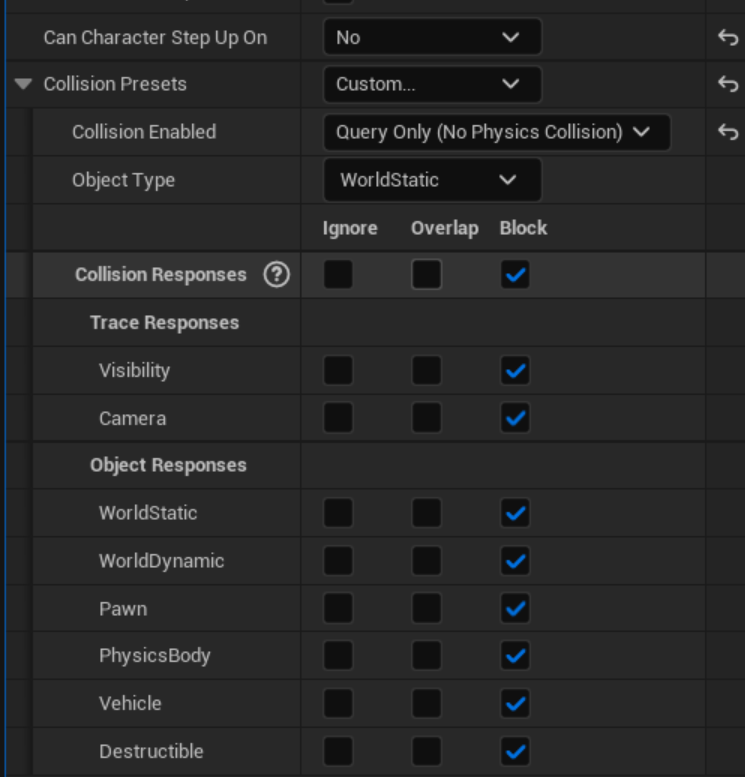 Can Character Step Up On No
Collision Presets Custom...
Collision Enabled Query Only (No Physics Collision)
Object Type WorldStatic
Ignore Overlap Block
Collision Responses ?
Trace Responses
Visibility
Camera
Object Responses
WorldStatic
WorldDynamic
Pawn
PhysicsBody
Vehicle
Destructible